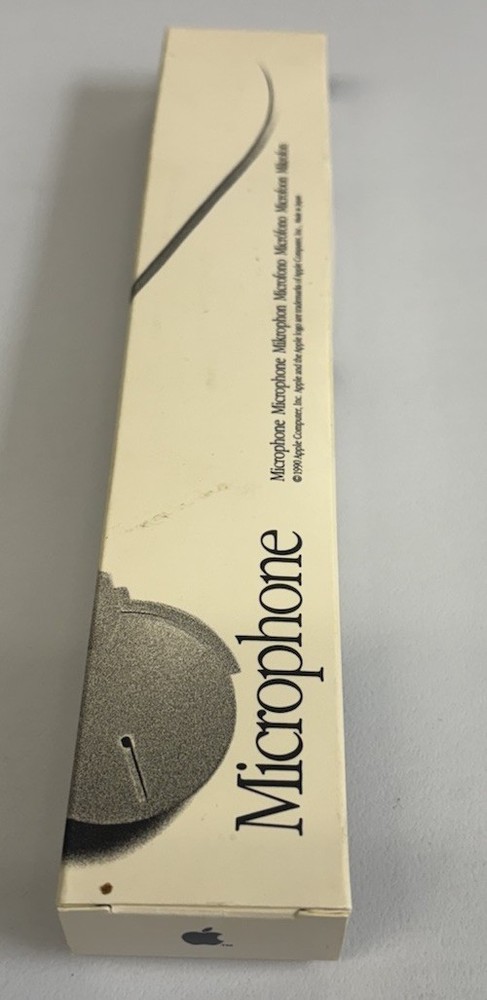 Microphone
Microphone Microphone Mikrophon Microfono Micrófono Microfoon Mikrofon
©1990 Apple Computer, Inc. Apple and the Apple logo are trademarks of Apple Computer, Inc. Made in Japan